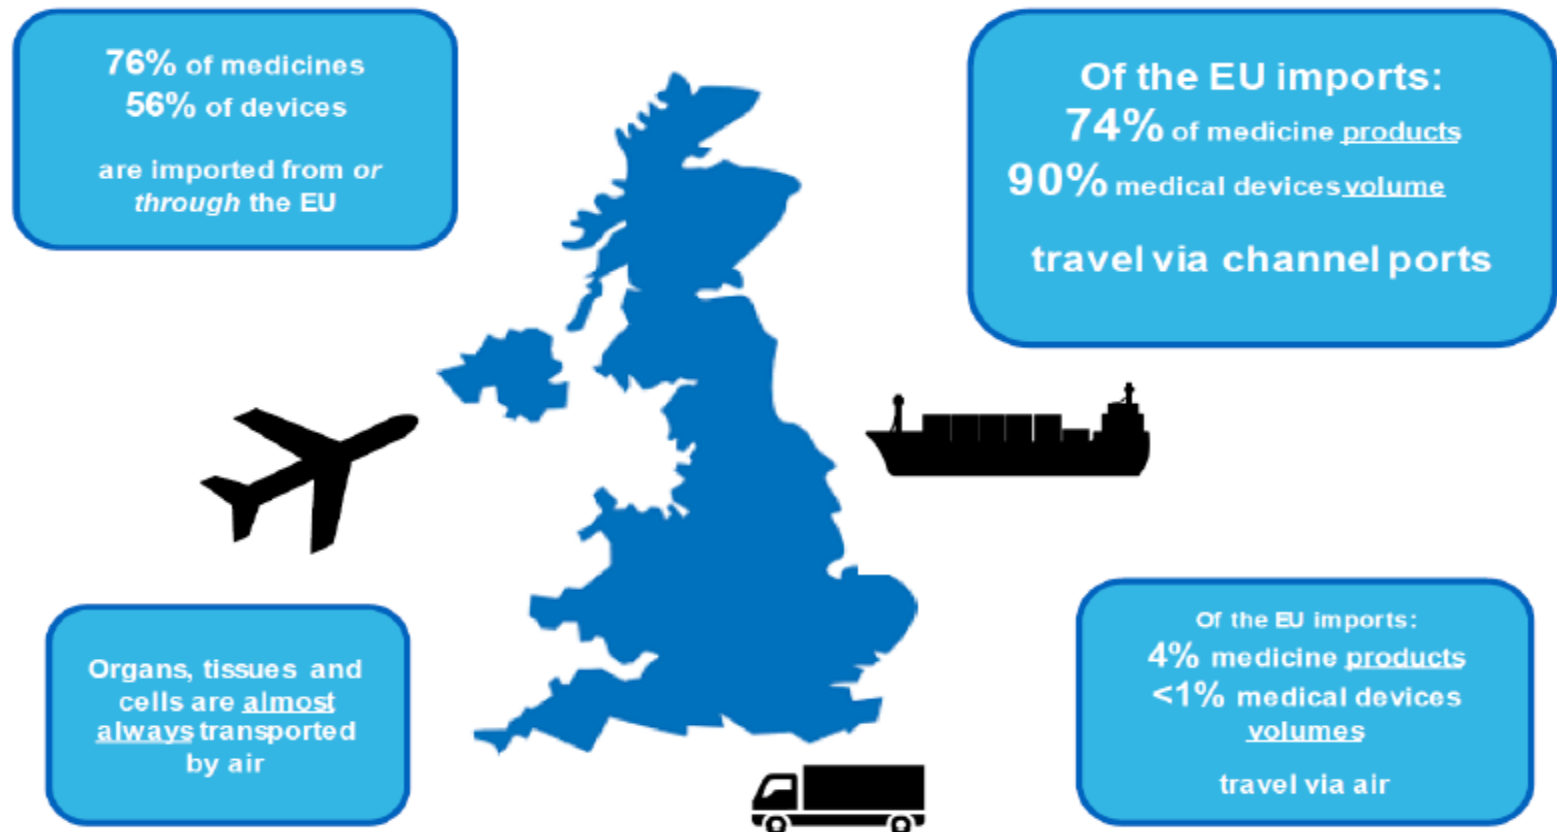 76% of medicines
56% of devices
are imported from or
through the EU
Of the EU imports:
74% of medicine products
90% medical devices volume
travel via channel ports
Organs, tissues and
cells are almost
always transported
by air
Of the EU imports:
4% medicine products
<1% medical devices
volumes
travel via air